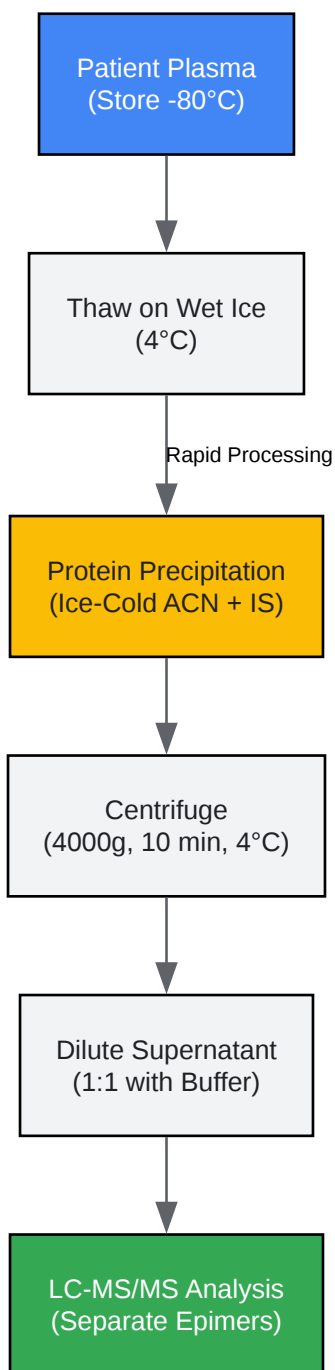 Patient Plasma
(Store -80°C)
Thaw on Wet Ice
(4°C)
Rapid Processing
Protein Precipitation
(Ice-Cold ACN + IS)
Centrifuge
(4000g, 10 min, 4°C)
Dilute Supernatant
(1:1 with Buffer)
LC-MS/MS Analysis
(Separate Epimers)